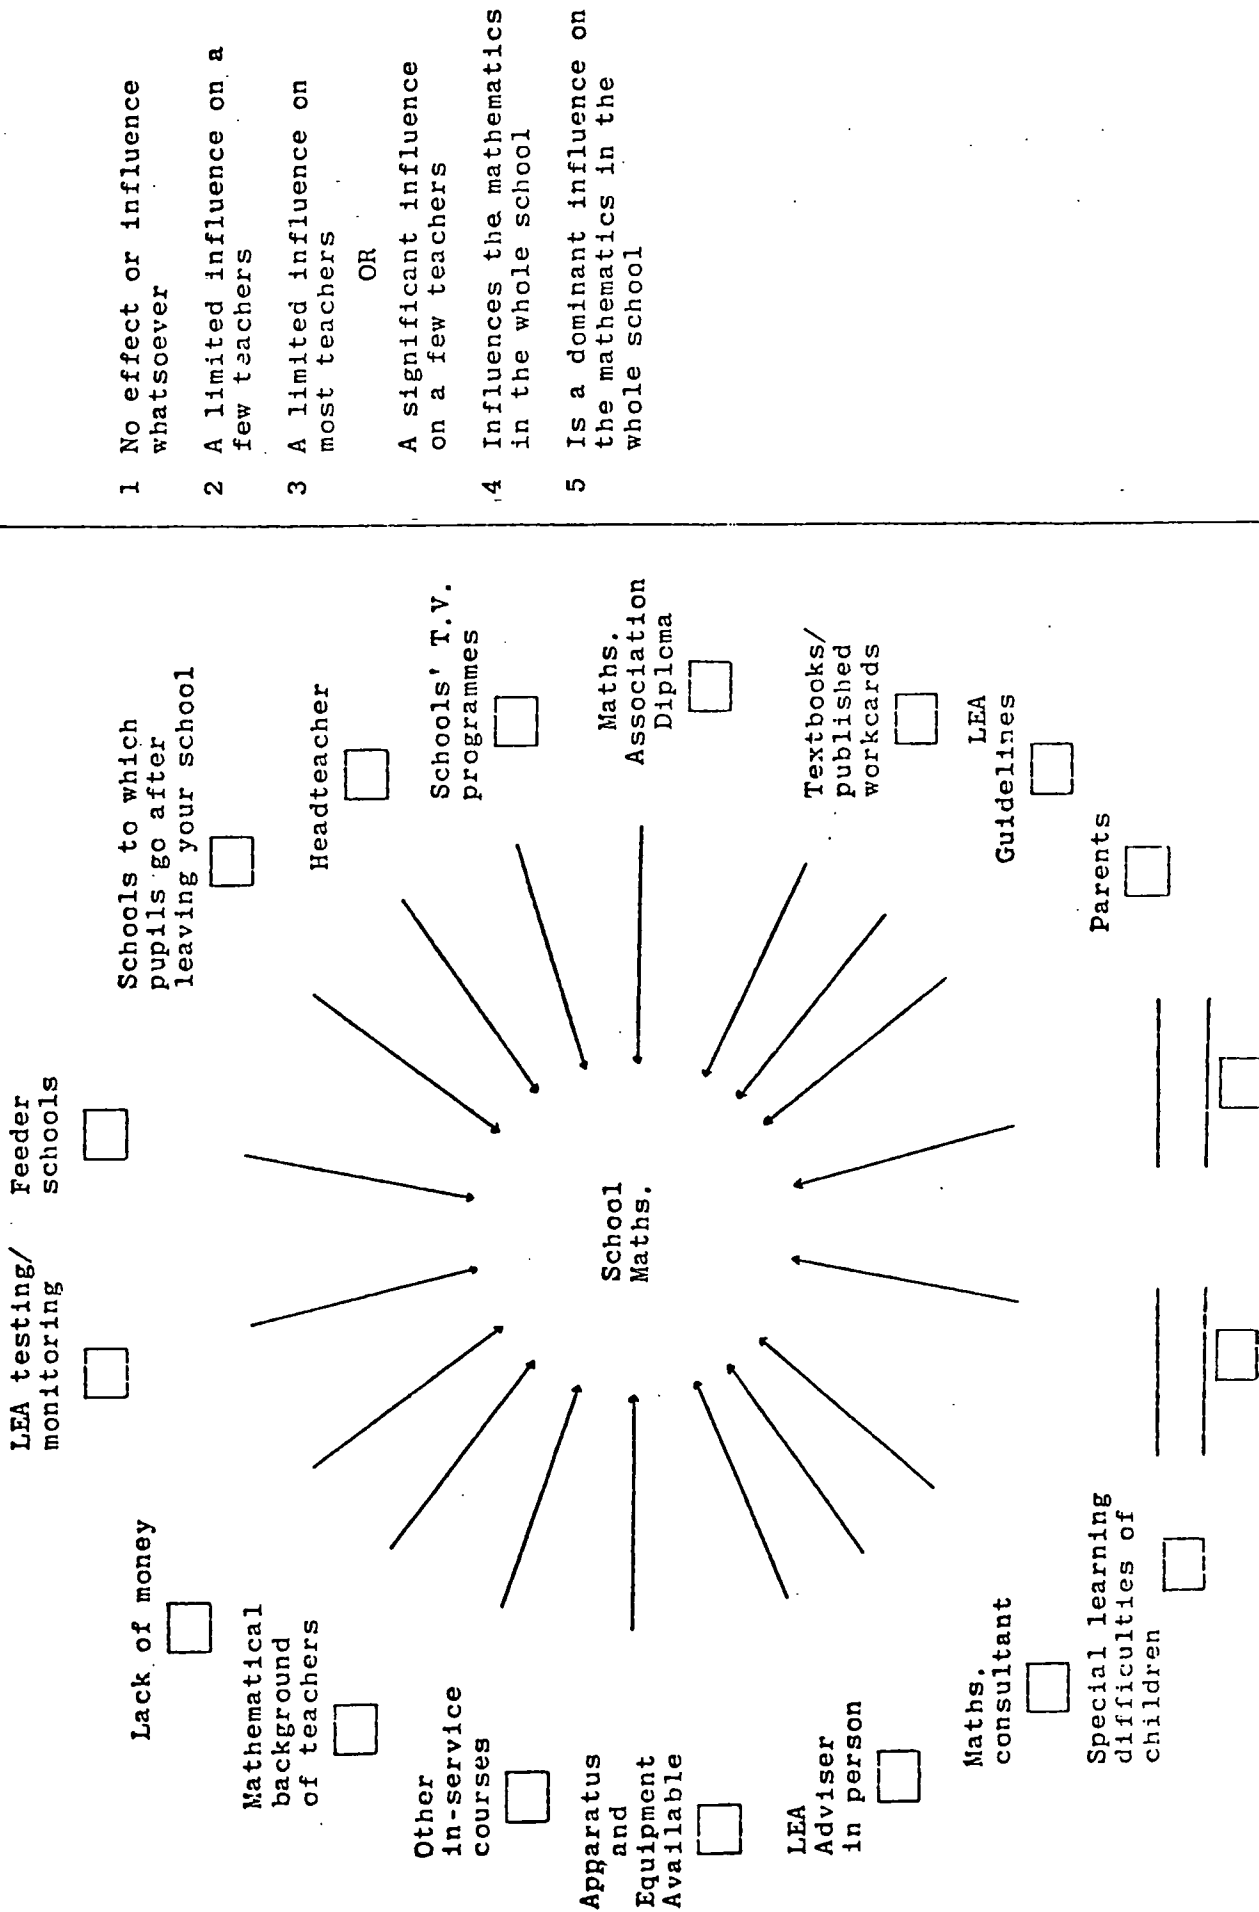 LEA testing/
monitoring
Feeder
schools
Schools to which
pupils go after
leaving your school
Headteacher
Schools' T.V.
programmes
Maths.
Association
Diploma
Textbooks/
published
workcards
LEA
Guidelines
Parents
Lack of money
Mathematical
background
of teachers
Other
in-service
courses
Apparatus
and
Equipment
Available
LEA
Adviser
in person
Maths.
consultant
Special learning
difficulties of
children
School
Maths.
1 No effect or influence
whatsoever
2 A limited influence on a
few teachers
3 A limited influence on
most teachers
OR
A significant influence
on a few teachers
4 Influences the mathematics
in the whole school
5 Is a dominant influence on
the mathematics in the
whole school